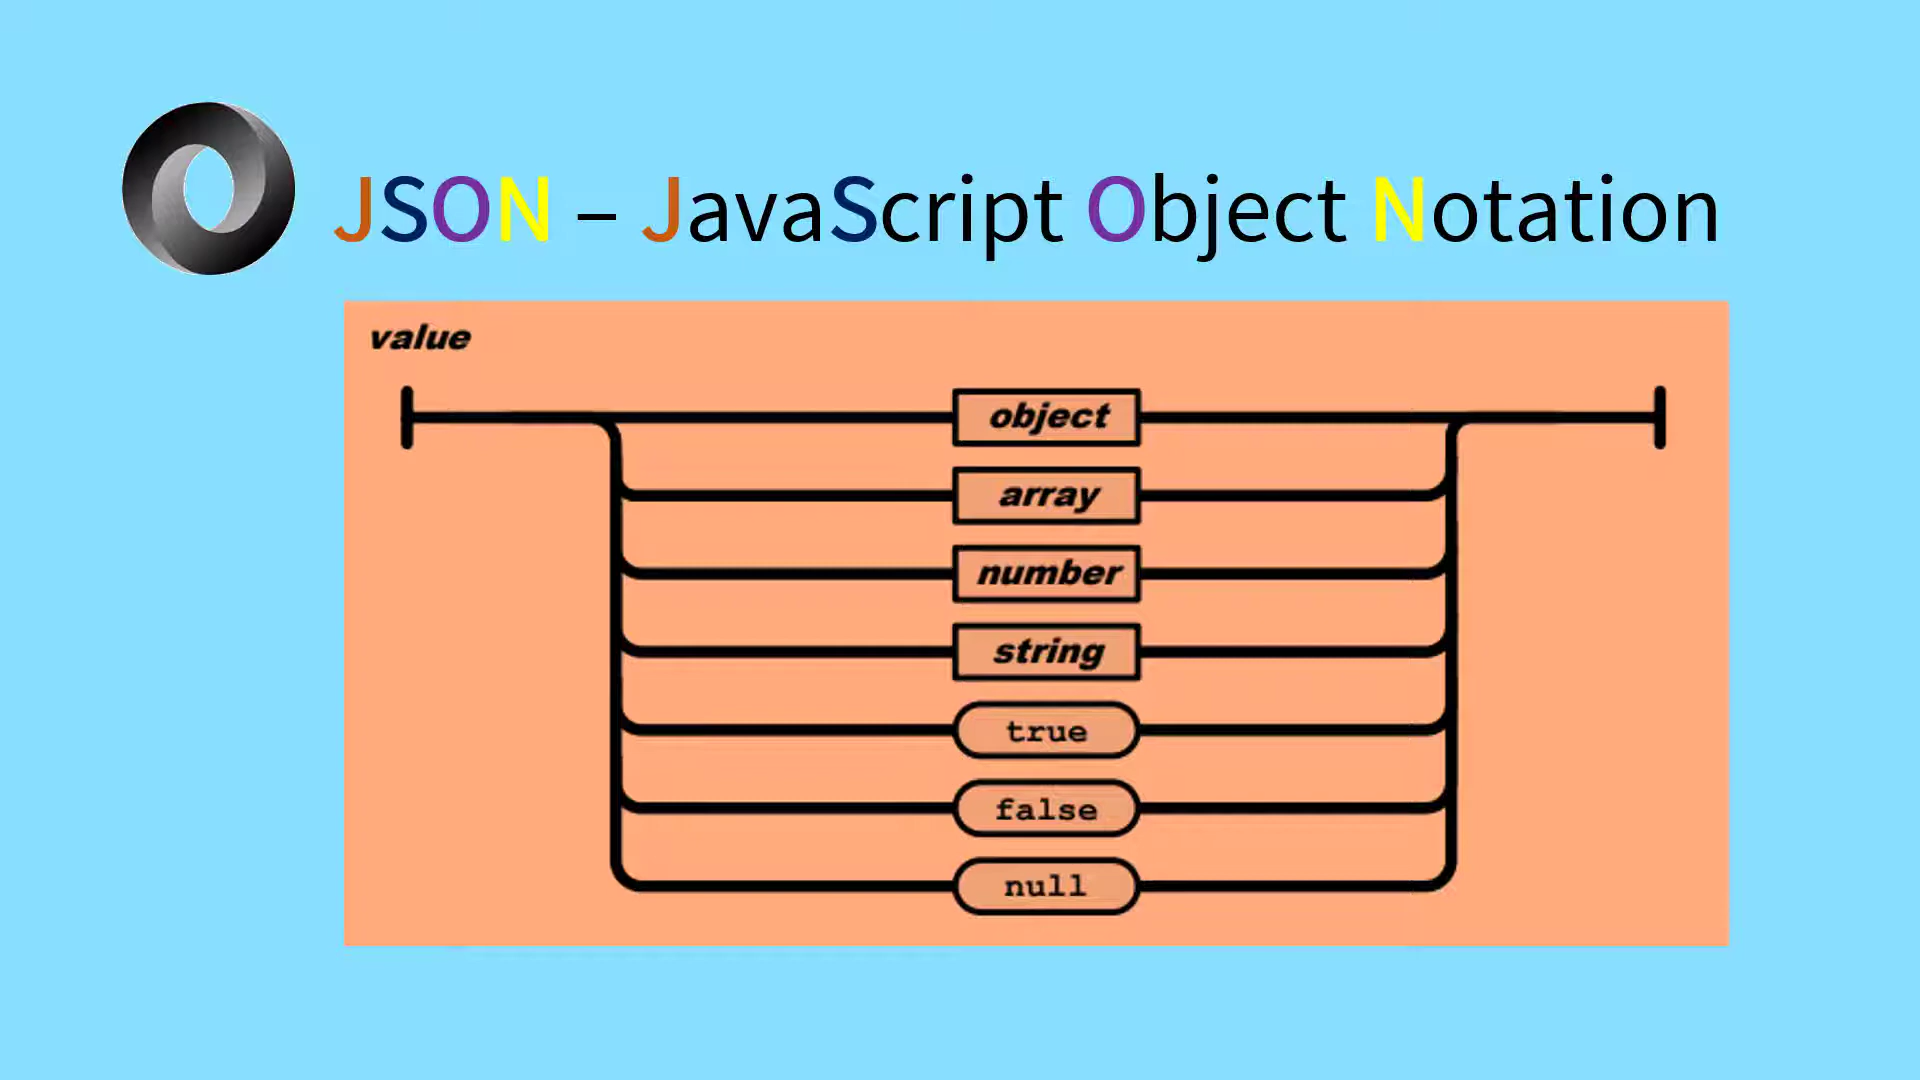 JSON – JavaScript Object Notation
value
object
array
number
string
true
false
null